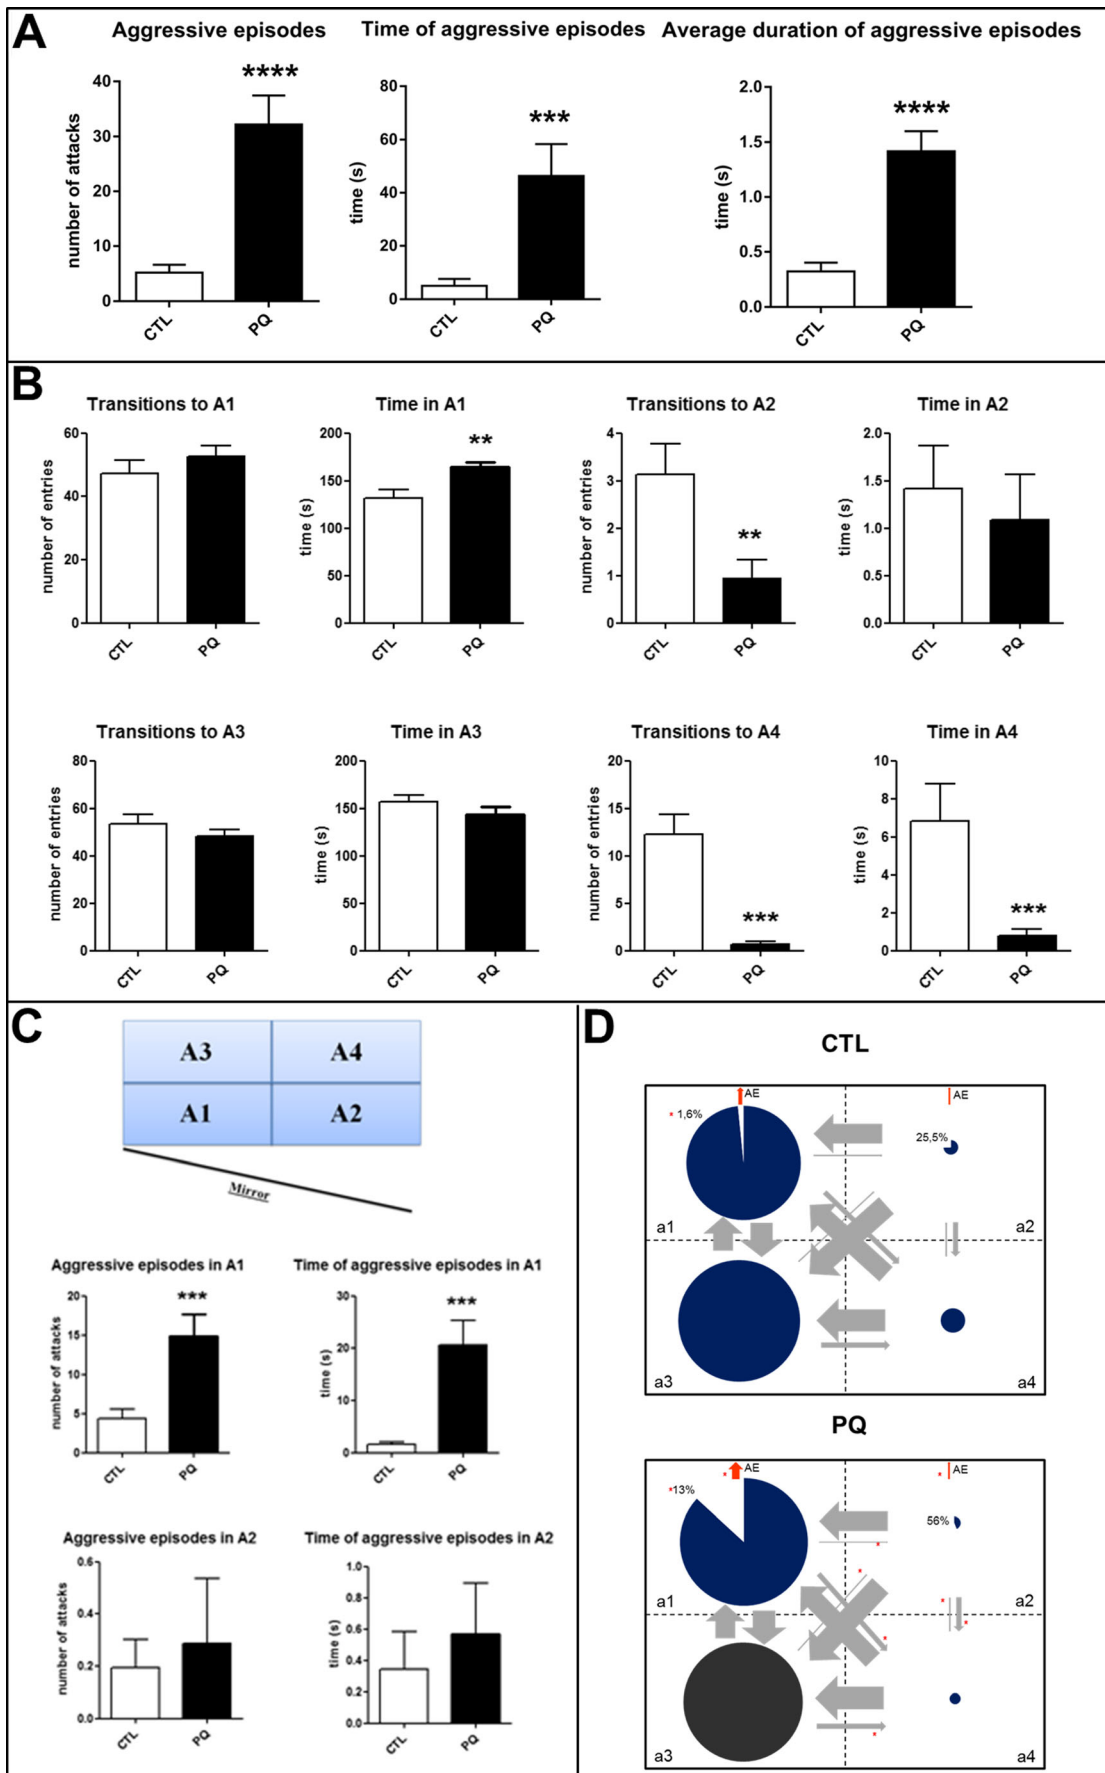 A
Aggressive episodes
Time of aggressive episodes
Average duration of aggressive episodes
number of attacks
40
30
20
10
0
****
CTL
PQ
time (s)
80
60
40
20
0
***
CTL
PQ
time (s)
2.0
1.5
1.0
0.5
0.0
****
CTL
PQ
B
Transitions to A1
number of entries
60
40
20
0
CTL
PQ
Time in A1
time (s)
200
150
100
50
0
**
CTL
PQ
Transitions to A2
number of entries
4
3
2
1
0
**
CTL
PQ
Time in A2
time (s)
2.0
1.5
1.0
0.5
0.0
CTL
PQ
Transitions to A3
number of entries
80
60
40
20
0
CTL
PQ
Time in A3
time (s)
200
150
100
50
0
CTL
PQ
Transitions to A4
number of entries
15
10
5
0
***
CTL
PQ
Time in A4
time (s)
10
8
6
4
2
0
***
CTL
PQ
C
A3
A4
A1
A2
Mirror
Aggressive episodes in A1
number of attacks
20
15
10
5
0
***
CTL
PQ
Time of aggressive episodes in A1
time (s)
30
20
10
0
***
CTL
PQ
Aggressive episodes in A2
number of attacks
0.6
0.4
0.2
0.0
CTL
PQ
Time of aggressive episodes in A2
time (s)
1.0
0.8
0.6
0.4
0.2
0.0
CTL
PQ
D
CTL
AE
AE
* 1,6%
25,5%
a1
a2
a3
a4
PQ
* AE
* AE
*13%
56%
a1
a2
a3
a4